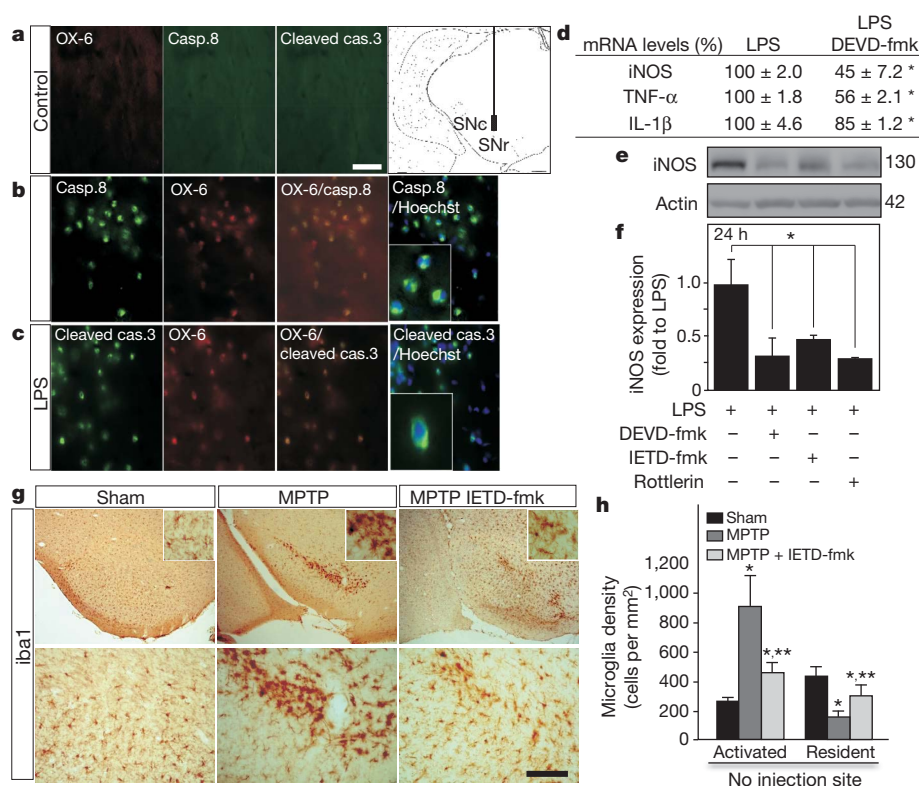 a
Control
OX-6
Casp.8
Cleaved cas.3
SNc
SNr
b
Casp.8
OX-6
OX-6/casp.8
Casp.8
/Hoechst
c
LPS
Cleaved cas.3
OX-6
OX-6/
cleaved cas.3
Cleaved cas.3
/Hoechst
d
mRNA levels (%) LPS LPS DEVD-fmk
iNOS 100 ± 2.0 45 ± 7.2 *
TNF-α 100 ± 1.8 56 ± 2.1 *
IL-1β 100 ± 4.6 85 ± 1.2 *
e
iNOS 130
Actin 42
f
24 h
*
iNOS expression
(fold to LPS)
1.0
0.5
0
LPS + + + +
DEVD-fmk – + – –
IETD-fmk – – + –
Rottlerin – – – +
g
Sham MPTP MPTP IETD-fmk
iba1
h
Sham
MPTP
MPTP + IETD-fmk
Microglia density
(cells per mm²)
1,200
1,000
800
600
400
200
0
*
*,**
*
*,**
Activated Resident
No injection site